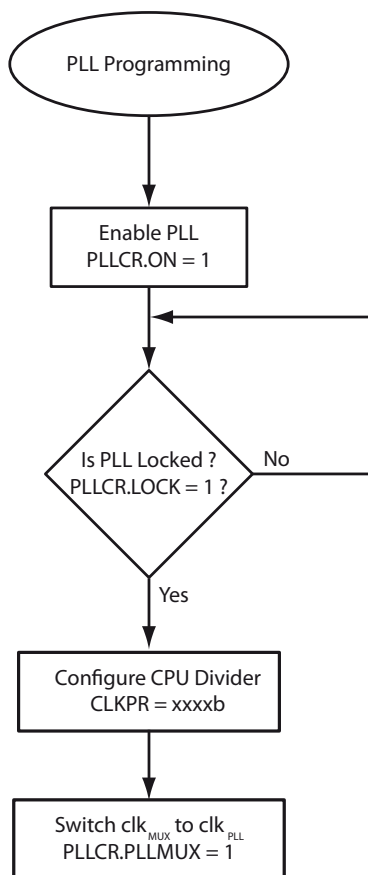 PLL Programming
Enable PLL
PLLCR.ON = 1
Is PLL Locked ?
PLLCR.LOCK = 1 ?
No
Yes
Configure CPU Divider
CLKPR = xxxxb
Switch clkMUX to clkPLL
PLLCR.PLLMUX = 1